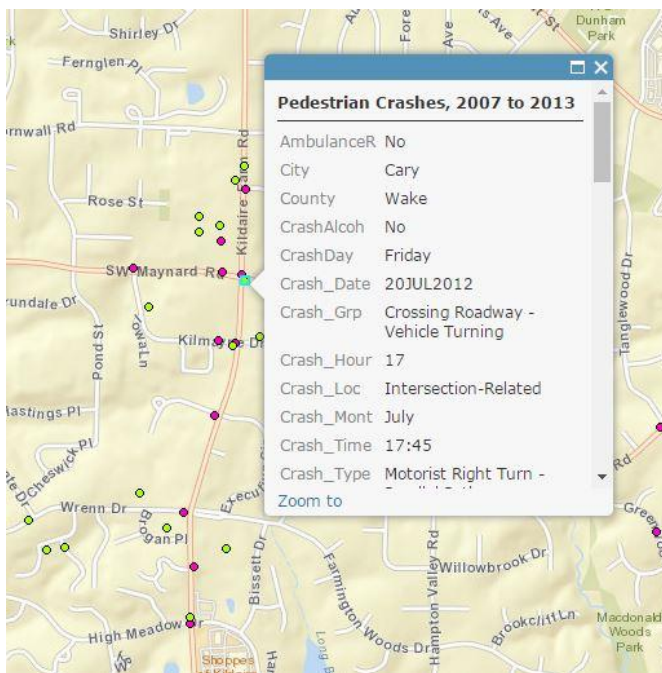 Dunham
Park
Shirley Dr
Fernglen Pl
Rose St
Kildaire Farm Rd
SW Maynard Rd
Pond St
Iowa Ln
Kilmayne Dr
Hastings Pl
Cheswick Pl
Wrenn Dr
Brogan Pl
Bissett Dr
High Meadow Dr
Shoppes
Farmington Woods Dr
Hampton Valley Rd
Willowbrook Dr
Brookcliff Ln
Tanglewood Dr
Rd
Macdonald
Woods
Park
Pedestrian Crashes, 2007 to 2013
AmbulanceR No
City Cary
County Wake
CrashAlcoh No
CrashDay Friday
Crash_Date 20JUL2012
Crash_Grp Crossing Roadway -
Vehicle Turning
Crash_Hour 17
Crash_Loc Intersection-Related
Crash_Mont July
Crash_Time 17:45
Crash_Type Motorist Right Turn -
Zoom to